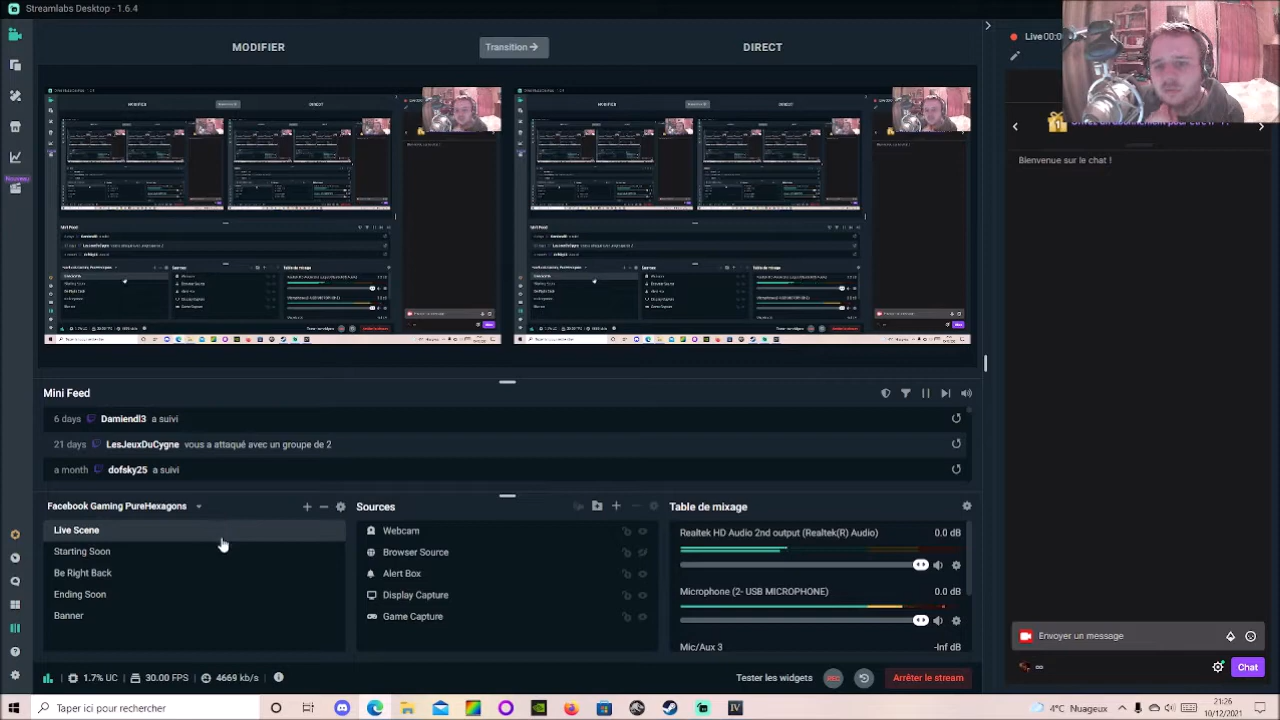 Streamlabs Desktop - 1.6.4
MODIFIER
Transition
DIRECT
Live
Bienvenue sur le chat !
Mini Feed
6 days Damiendl3 a suivi
21 days LesJeuxDuCygne vous a attaqué avec un groupe de 2
a month dofsky25 a suivi
Facebook Gaming PureHexagons
Sources
Table de mixage
Live Scene
Starting Soon
Be Right Back
Ending Soon
Banner
Webcam
Browser Source
Alert Box
Display Capture
Game Capture
Realtek HD Audio 2nd output (Realtek(R) Audio) 0.0 dB
Microphone (2- USB MICROPHONE) 0.0 dB
Mic/Aux 3 -Inf dB
Envoyer un message
Chat
1.7% UC
30.00 FPS
4669 kb/s
Tester les widgets
REC
Arrêter le stream
Taper ici pour rechercher
4°C Nuageux
21:26
10/12/2021